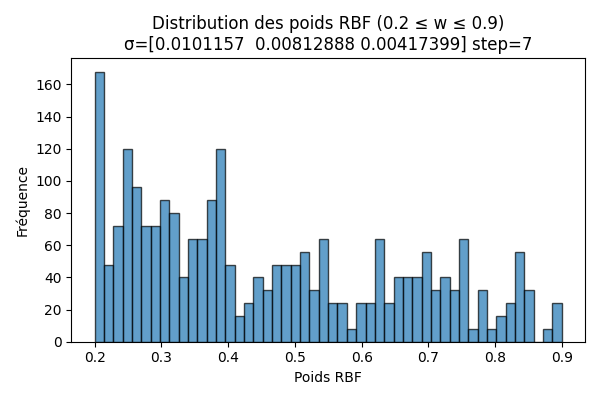 Distribution des poids RBF (0.2 ≤ w ≤ 0.9)
σ=[0.0101157  0.00812888 0.00417399] step=7
Fréquence
160
140
120
100
80
60
40
20
0
0.2 0.3 0.4 0.5 0.6 0.7 0.8 0.9
Poids RBF